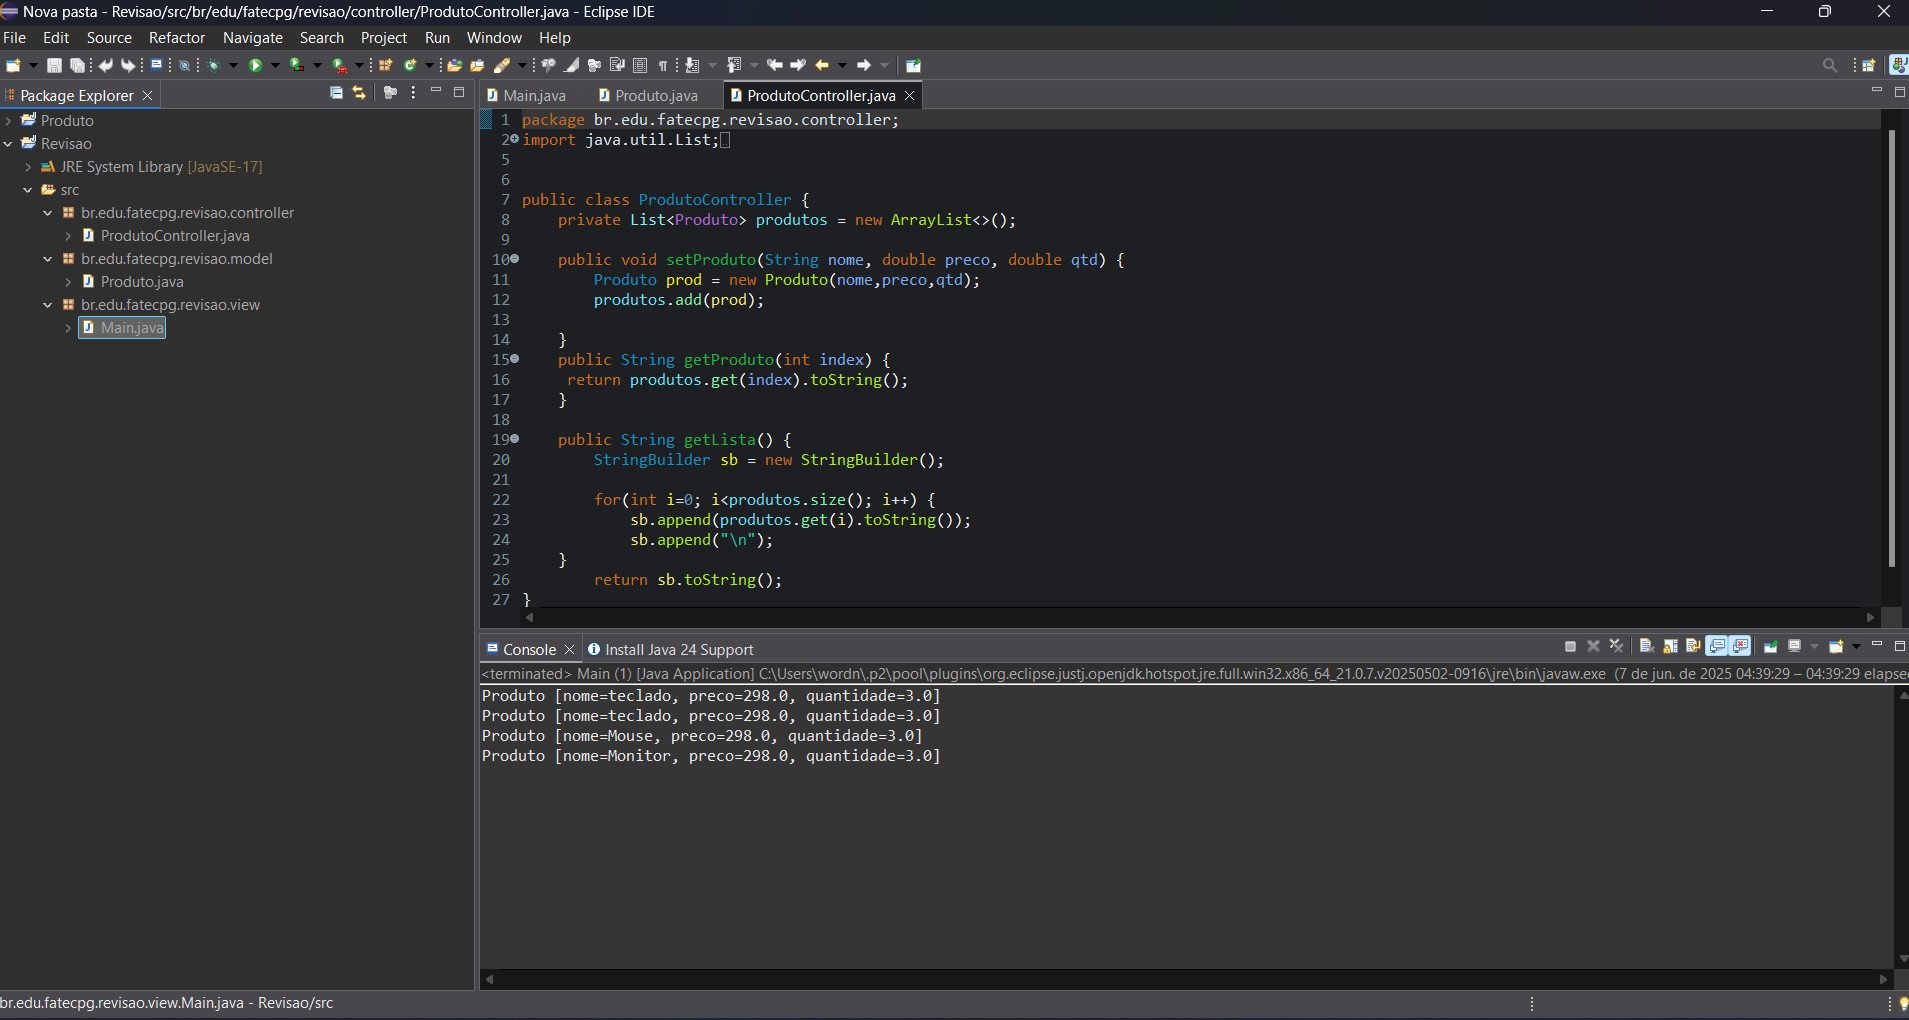 Nova pasta - Revisao/src/br/edu/fatecpg/revisao/controller/ProdutoController.java - Eclipse IDE
File Edit Source Refactor Navigate Search Project Run Window Help
Package Explorer
Produto
Revisao
JRE System Library [JavaSE-17]
src
br.edu.fatecpg.revisao.controller
ProdutoController.java
br.edu.fatecpg.revisao.model
Produto.java
br.edu.fatecpg.revisao.view
Main.java
Main.java Produto.java ProdutoController.java
1 package br.edu.fatecpg.revisao.controller;
2 import java.util.List;
5
6
7 public class ProdutoController {
8 private List<Produto> produtos = new ArrayList<>();
9
10 public void setProduto(String nome, double preco, double qtd) {
11 Produto prod = new Produto(nome,preco,qtd);
12 produtos.add(prod);
13
14 }
15 public String getProduto(int index) {
16 return produtos.get(index).toString();
17 }
18
19 public String getLista() {
20 StringBuilder sb = new StringBuilder();
21
22 for(int i=0; i<produtos.size(); i++) {
23 sb.append(produtos.get(i).toString());
24 sb.append("\n");
25 }
26 return sb.toString();
27 }
Console Install Java 24 Support
<terminated> Main (1) [Java Application] C:\Users\wordn\.p2\pool\plugins\org.eclipse.justj.openjdk.hotspot.jre.full.win32.x86_64_21.0.7.v20250502-0916\jre\bin\javaw.exe (7 de jun. de 2025 04:39:29 – 04:39:29 elapse
Produto [nome=teclado, preco=298.0, quantidade=3.0]
Produto [nome=teclado, preco=298.0, quantidade=3.0]
Produto [nome=Mouse, preco=298.0, quantidade=3.0]
Produto [nome=Monitor, preco=298.0, quantidade=3.0]
br.edu.fatecpg.revisao.view.Main.java - Revisao/src